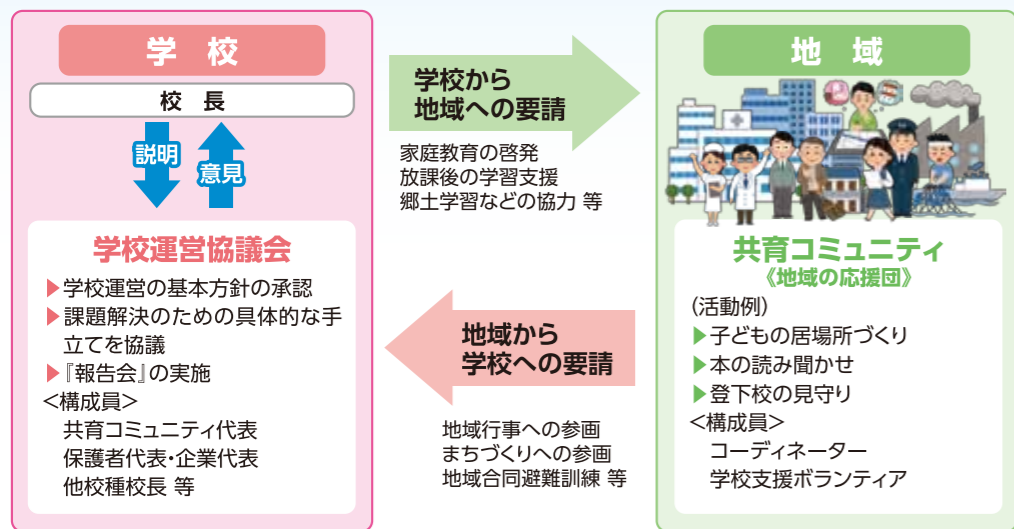 学 校
校 長
説明
意見
学校運営協議会
▶学校運営の基本方針の承認
▶課題解決のための具体的な手
立てを協議
▶『報告会』の実施
<構成員>
共育コミュニティ代表
保護者代表・企業代表
他校種校長 等
学校から
地域への要請
家庭教育の啓発
放課後の学習支援
郷土学習などの協力 等
地域から
学校への要請
地域行事への参画
まちづくりへの参画
地域合同避難訓練 等
地 域
共育コミュニティ
《地域の応援団》
(活動例)
▶子どもの居場所づくり
▶本の読み聞かせ
▶登下校の見守り
<構成員>
コーディネーター
学校支援ボランティア